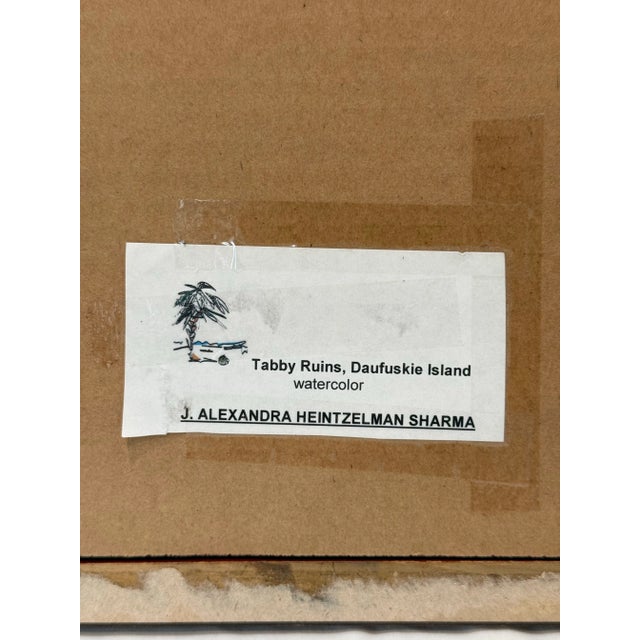 Tabby Ruins, Daufuskie Island
watercolor
J. ALEXANDRA HEINTZELMAN SHARMA